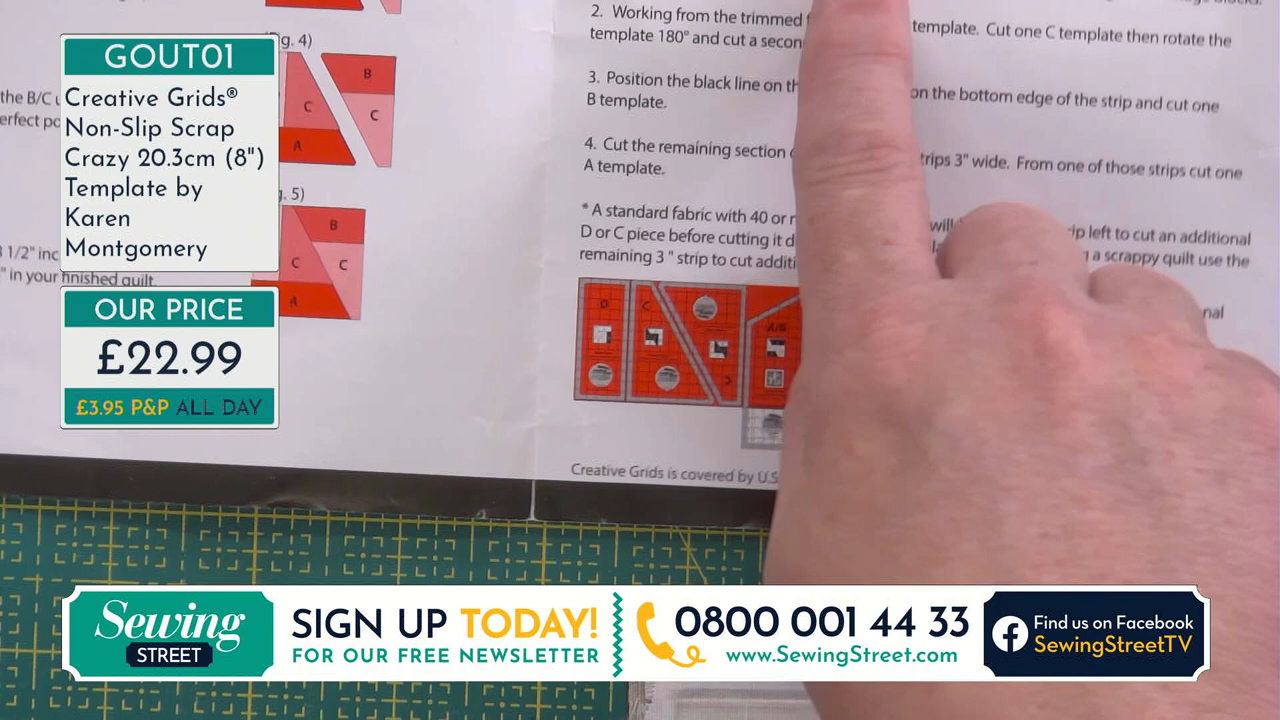 GOUT01
Creative Grids®
Non-Slip Scrap
Crazy 20.3cm (8")
Template by
Karen
Montgomery
OUR PRICE
£22.99
£3.95 P&P ALL DAY
the B/C
1/2" inc
" in your finished quilt.
g. 4)
B
C
C
A
g. 5)
B
C
C
A
2. Working from the trimmed template. Cut one C template then rotate the
template 180° and cut a secon
3. Position the black line on th on the bottom edge of the strip and cut one
B template.
4. Cut the remaining section trips 3" wide. From one of those strips cut one
A template.
* A standard fabric with 40 or will ip left to cut an additional
D or C piece before cutting it d a scrappy quilt use the
remaining 3 " strip to cut additi
nal
D
C
A/B
Creative Grids is covered by U.S
Sewing
STREET
SIGN UP TODAY!
FOR OUR FREE NEWSLETTER
0800 001 44 33
www.SewingStreet.com
Find us on Facebook
SewingStreetTV